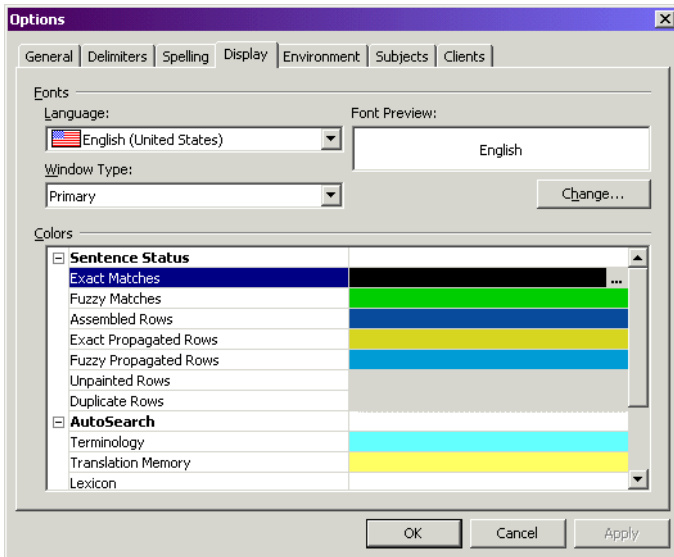 Options
General Delimiters Spelling Display Environment Subjects Clients
Fonts
Language: Font Preview:
English (United States) English
Window Type:
Primary Change...
Colors
Sentence Status
Exact Matches ...
Fuzzy Matches
Assembled Rows
Exact Propagated Rows
Fuzzy Propagated Rows
Unpainted Rows
Duplicate Rows
AutoSearch
Terminology
Translation Memory
Lexicon
OK Cancel Apply